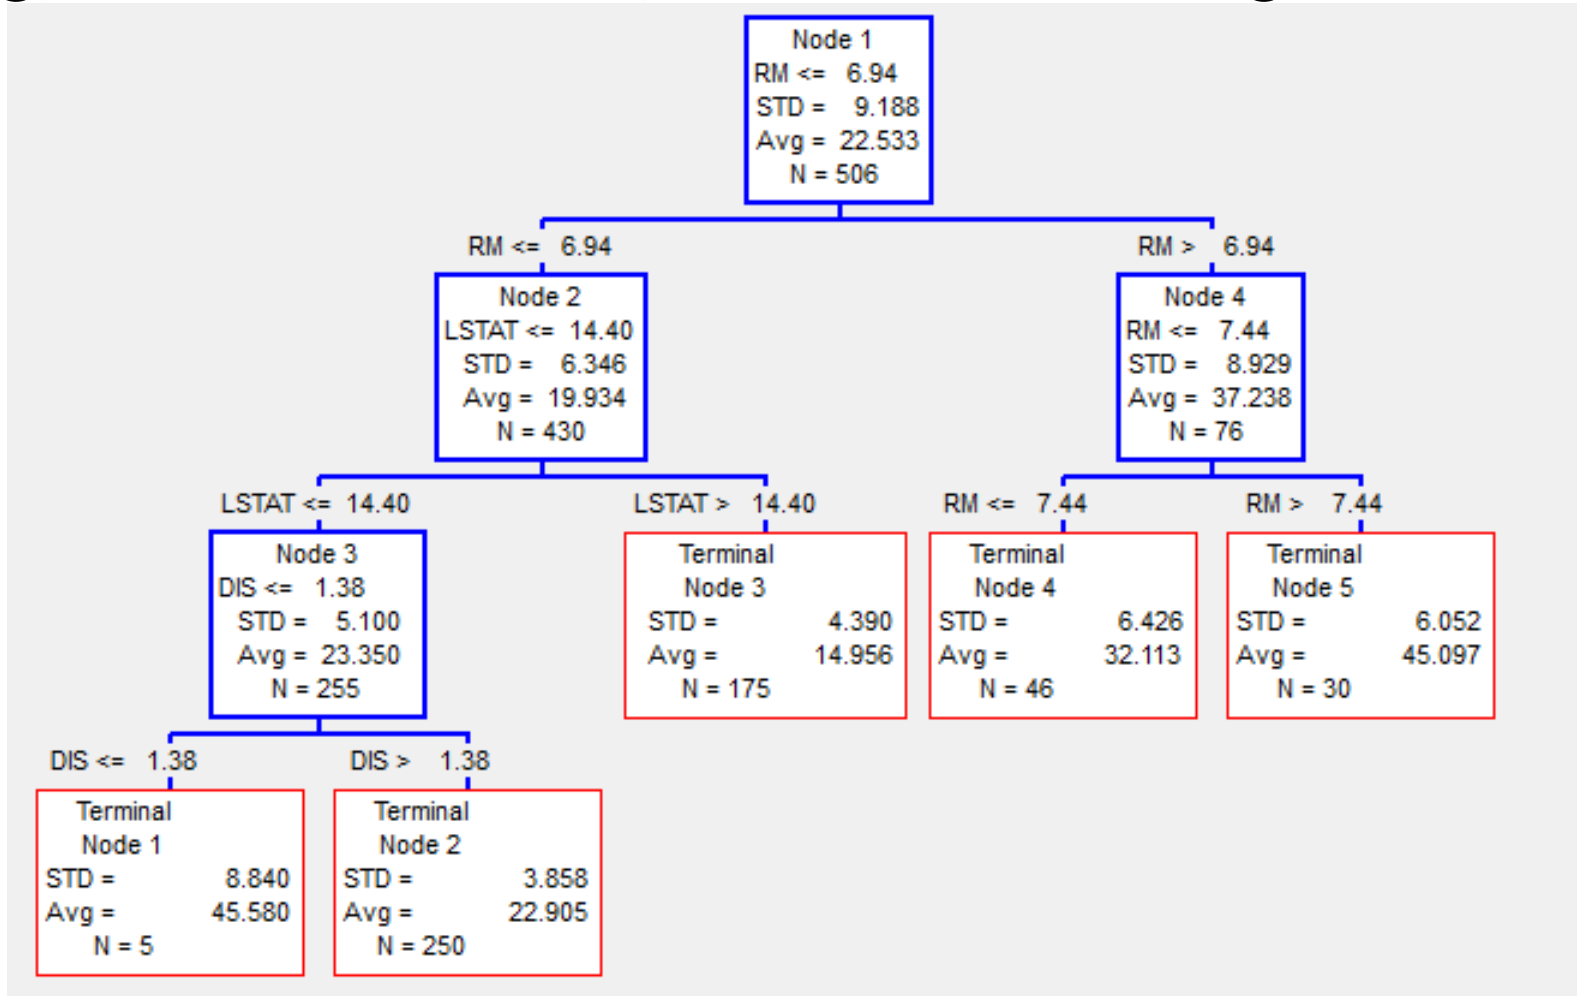 Node 1
RM <= 6.94
STD = 9.188
Avg = 22.533
N = 506
RM <= 6.94
RM > 6.94
Node 2
LSTAT <= 14.40
STD = 6.346
Avg = 19.934
N = 430
Node 4
RM <= 7.44
STD = 8.929
Avg = 37.238
N = 76
LSTAT <= 14.40
LSTAT > 14.40
RM <= 7.44
RM > 7.44
Node 3
DIS <= 1.38
STD = 5.100
Avg = 23.350
N = 255
Terminal
Node 3
STD = 4.390
Avg = 14.956
N = 175
Terminal
Node 4
STD = 6.426
Avg = 32.113
N = 46
Terminal
Node 5
STD = 6.052
Avg = 45.097
N = 30
DIS <= 1.38
DIS > 1.38
Terminal
Node 1
STD = 8.840
Avg = 45.580
N = 5
Terminal
Node 2
STD = 3.858
Avg = 22.905
N = 250